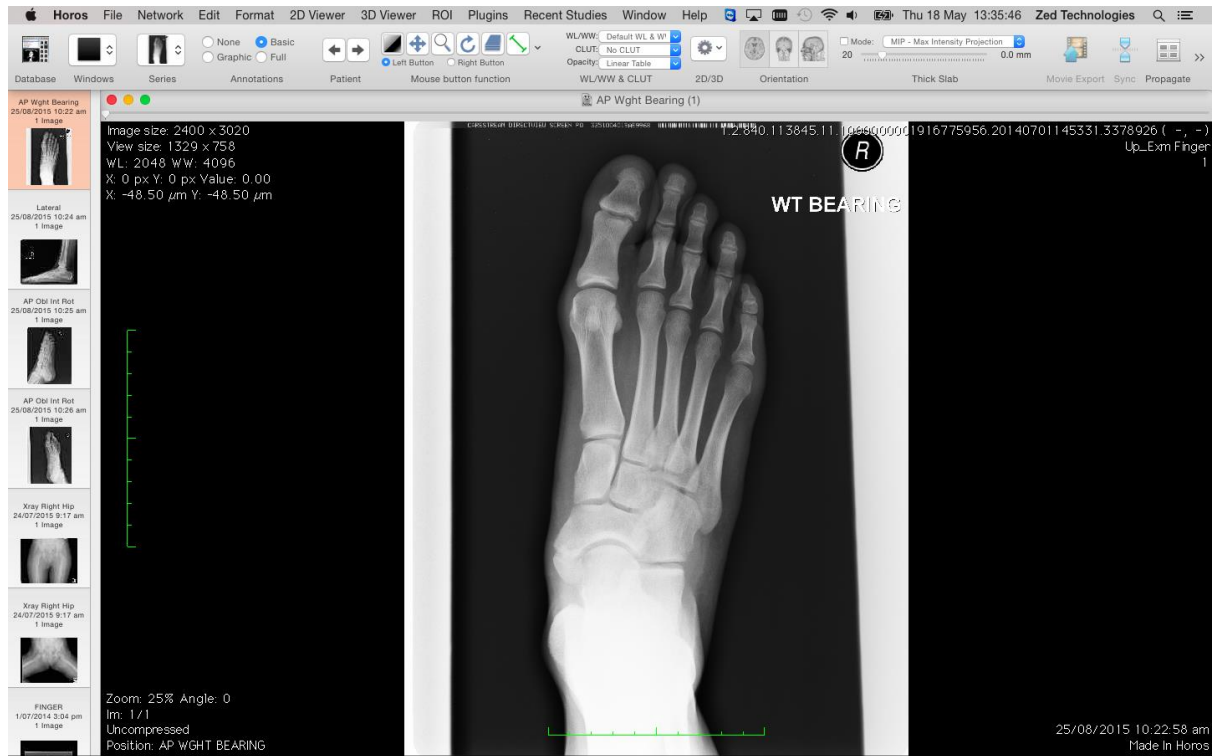 Horos File Network Edit Format 2D Viewer 3D Viewer ROI Plugins Recent Studies Window Help Thu 18 May 13:35:46 Zed Technologies
None Basic
Graphic Full
Left Button Right Button
WL/WW: Default WL & W
CLUT: No CLUT
Opacity: Linear Table
Mode: MIP - Max Intensity Projection
20 0.0 mm
Database Windows Series Annotations Patient Mouse button function WL/WW & CLUT 2D/3D Orientation Thick Slab Movie Export Sync Propagate
AP Wght Bearing (1)
AP Wght Bearing
25/08/2015 10:22 am
1 Image
Lateral
25/08/2015 10:24 am
1 Image
AP Obl Int Rot
25/08/2015 10:25 am
1 Image
AP Obl Int Rot
25/08/2015 10:26 am
1 Image
Xray Right Hip
24/07/2015 9:17 am
1 Image
Xray Right Hip
24/07/2015 9:17 am
1 Image
FINGER
1/07/2014 3:04 pm
1 Image
Image size: 2400 x 3020
View size: 1329 x 758
WL: 2048 WW: 4096
X: 0 px Y: 0 px Value: 0.00
X: -48.50 µm Y: -48.50 µm
( -, -)
Up_Exm Finger
1
R
WT BEARING
Zoom: 25% Angle: 0
Im: 1/1
Uncompressed
Position: AP WGHT BEARING
25/08/2015 10:22:58 am
Made In Horos